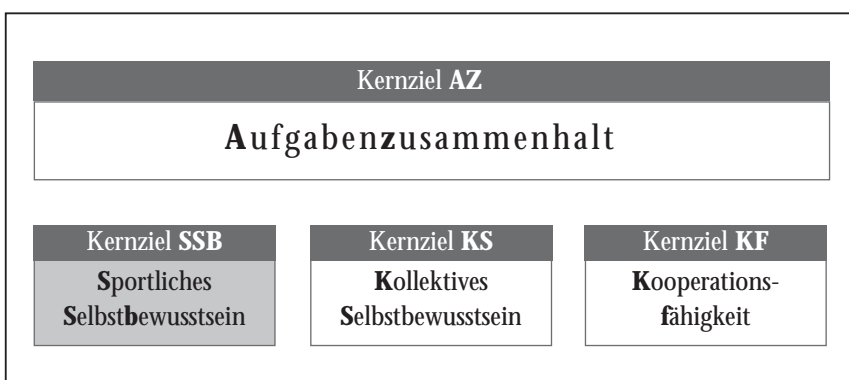 Kernziel AZ
Aufgabenzusammenhalt
Kernziel SSB
Sportliches
Selbstbewusstsein
Kernziel KS
Kollektives
Selbstbewusstsein
Kernziel KF
Kooperations-
fähigkeit